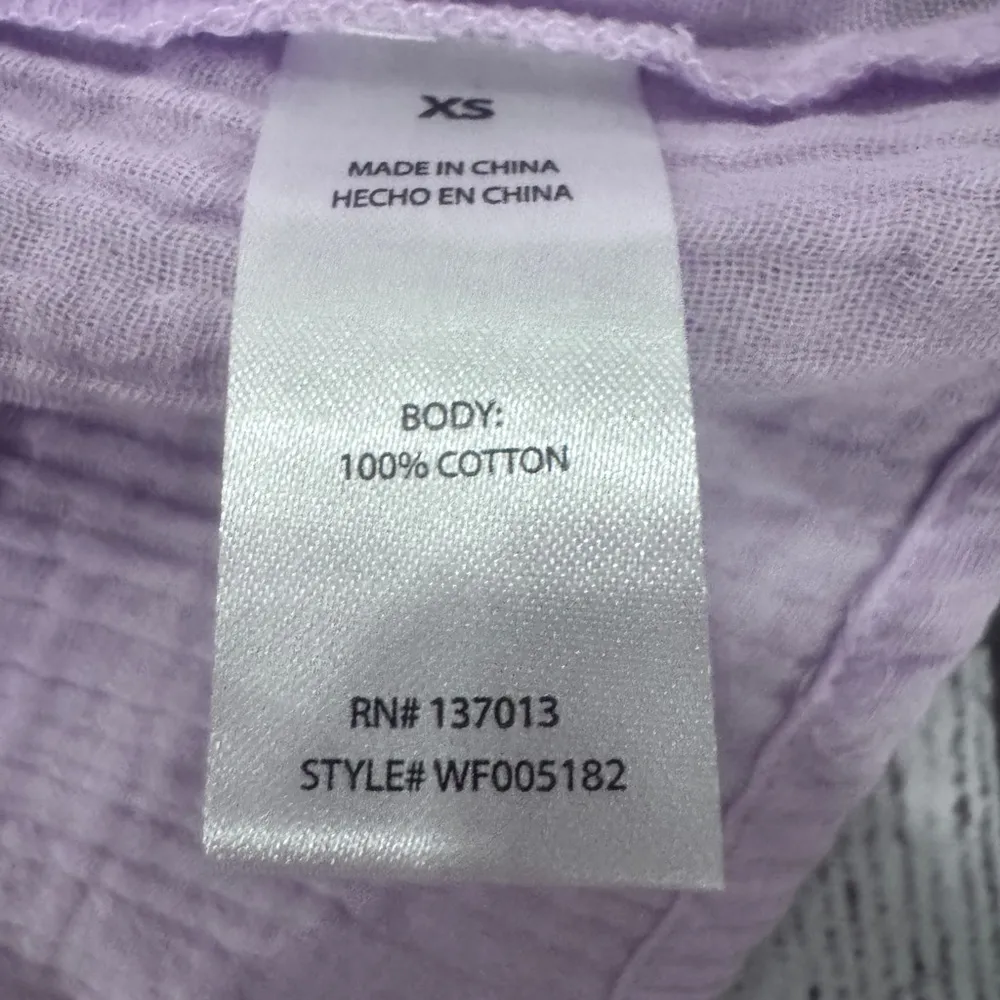 XS
MADE IN CHINA
HECHO EN CHINA
BODY:
100% COTTON
RN# 137013
STYLE# WF005182